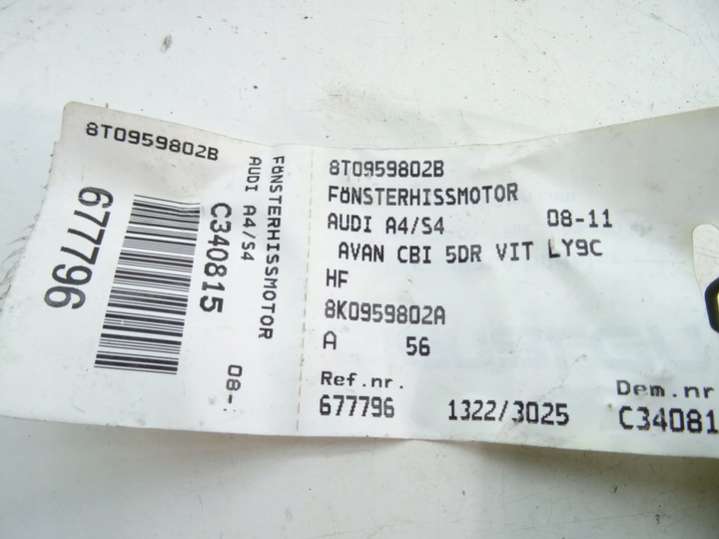 8T0959802B
677796
C340815
FÖNSTERHISSMOTOR
AUDI A4/S4
08-
8T0959802B
FÖNSTERHISSMOTOR
AUDI A4/S4 08-11
AVAN CBI 5DR VIT LY9C
HF
8K0959802A
A 56
Ref.nr. Dem.nr
677796 1322/3025 C34081